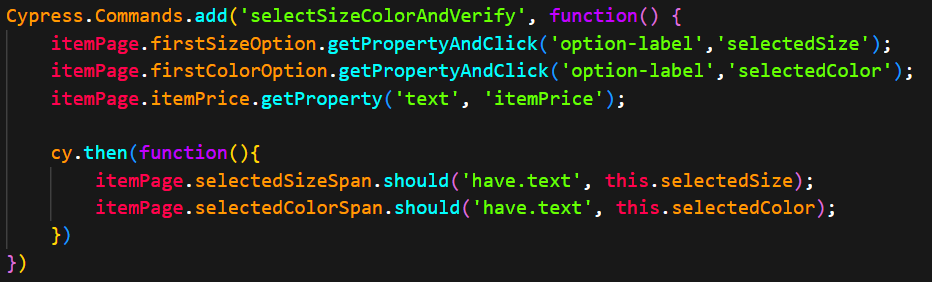 Cypress.Commands.add('selectSizeColorAndVerify', function() {
    itemPage.firstSizeOption.getPropertyAndClick('option-label','selectedSize');
    itemPage.firstColorOption.getPropertyAndClick('option-label','selectedColor');
    itemPage.itemPrice.getProperty('text', 'itemPrice');

    cy.then(function(){
        itemPage.selectedSizeSpan.should('have.text', this.selectedSize);
        itemPage.selectedColorSpan.should('have.text', this.selectedColor);
    })
})